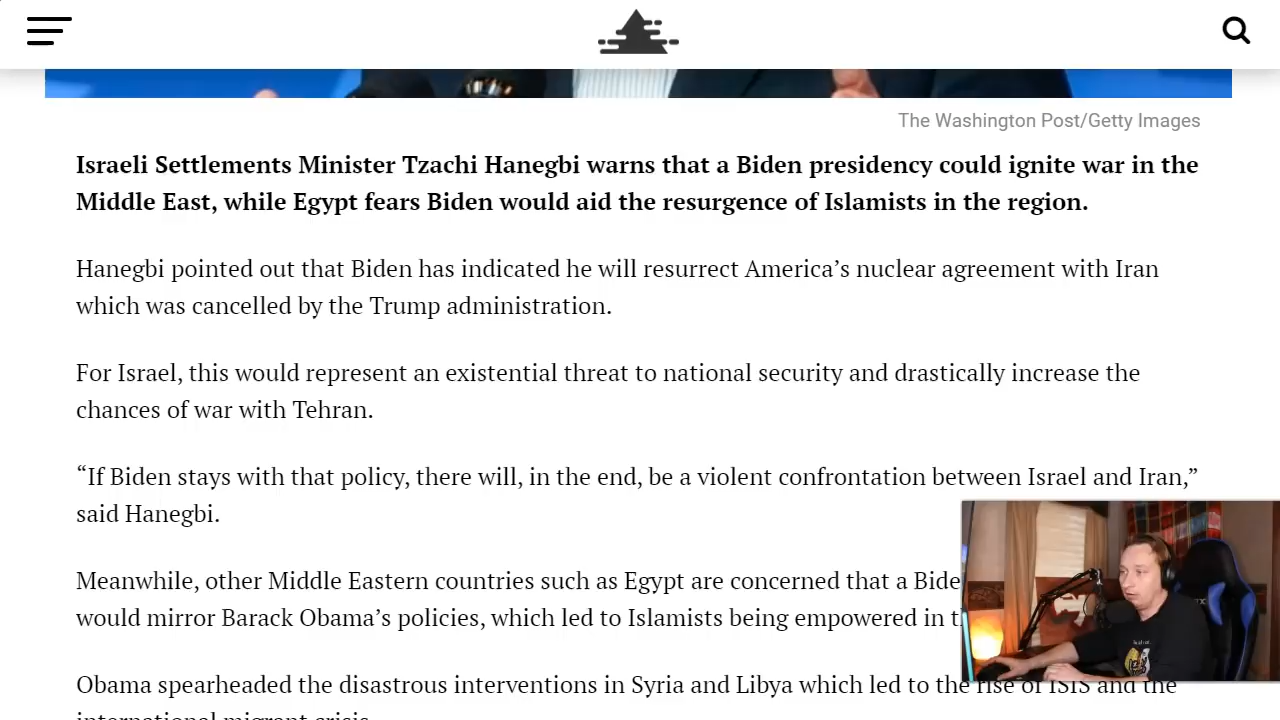 The Washington Post/Getty Images
Israeli Settlements Minister Tzachi Hanegbi warns that a Biden presidency could ignite war in the
Middle East, while Egypt fears Biden would aid the resurgence of Islamists in the region.
Hanegbi pointed out that Biden has indicated he will resurrect America’s nuclear agreement with Iran
which was cancelled by the Trump administration.
For Israel, this would represent an existential threat to national security and drastically increase the
chances of war with Tehran.
“If Biden stays with that policy, there will, in the end, be a violent confrontation between Israel and Iran,”
said Hanegbi.
Meanwhile, other Middle Eastern countries such as Egypt are concerned that a Bide
would mirror Barack Obama’s policies, which led to Islamists being empowered in
Obama spearheaded the disastrous interventions in Syria and Libya which led to the rise of ISIS and the
international migrant crisis.